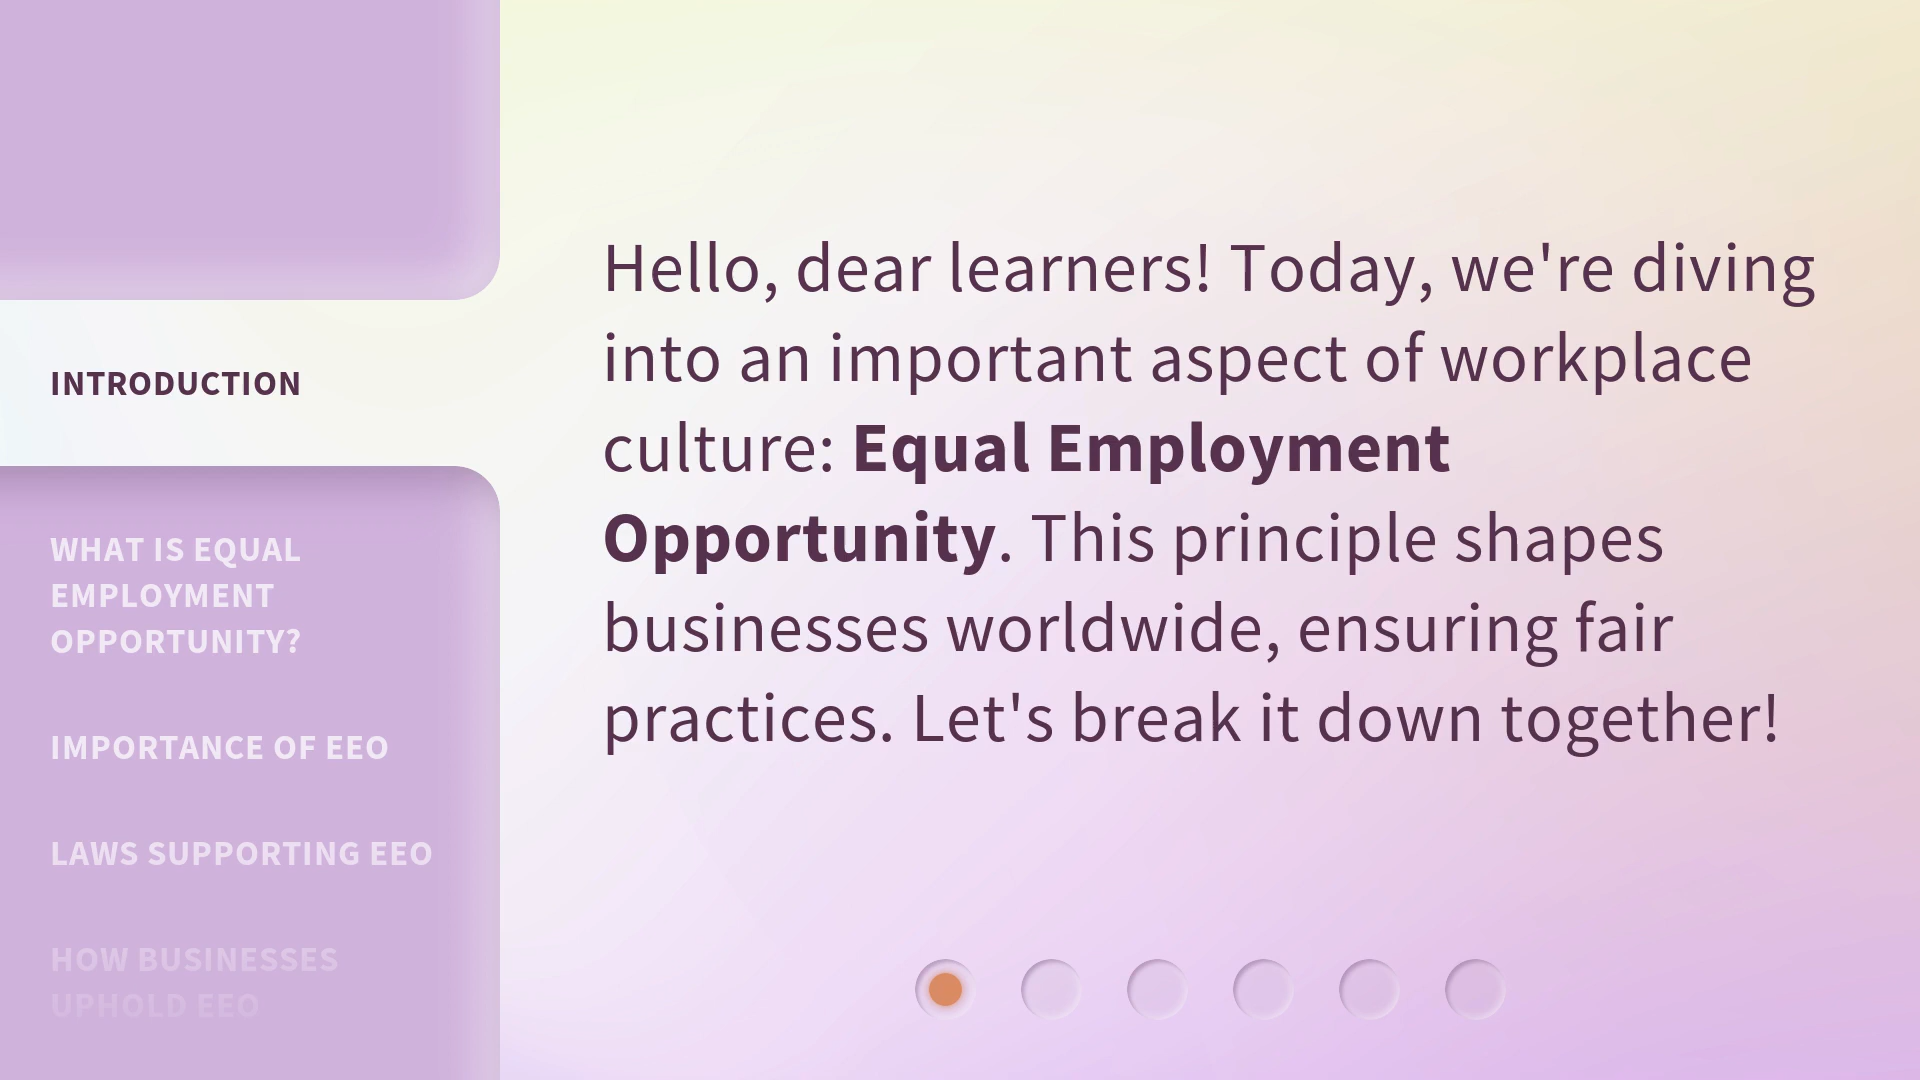 INTRODUCTION
WHAT IS EQUAL
EMPLOYMENT
OPPORTUNITY?
IMPORTANCE OF EEO
LAWS SUPPORTING EEO
HOW BUSINESSES
UPHOLD EEO
Hello, dear learners! Today, we're diving
into an important aspect of workplace
culture: Equal Employment
Opportunity. This principle shapes
businesses worldwide, ensuring fair
practices. Let's break it down together!